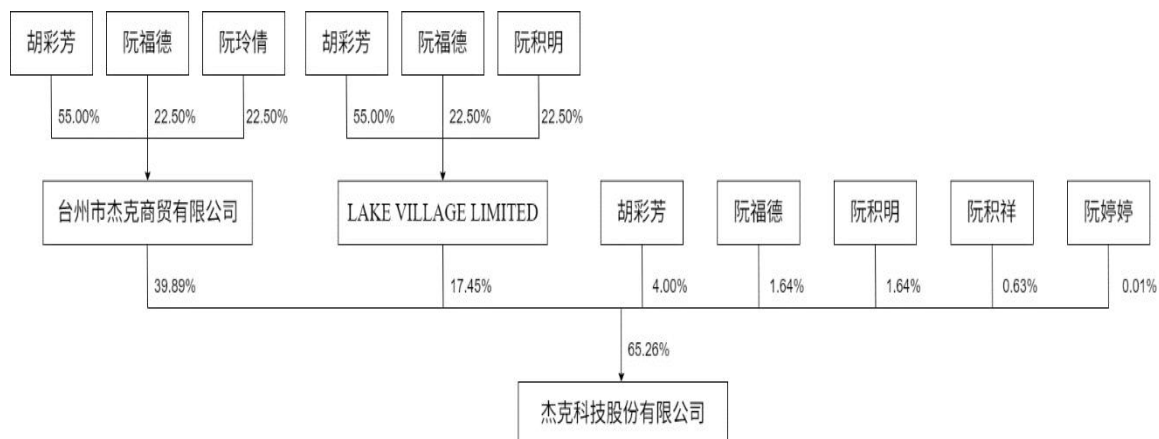 胡彩芳
阮福德
阮玲倩
胡彩芳
阮福德
阮积明
55.00%
22.50%
22.50%
55.00%
22.50%
22.50%
台州市杰克商贸有限公司
LAKE VILLAGE LIMITED
胡彩芳
阮福德
阮积明
阮积祥
阮婷婷
39.89%
17.45%
4.00%
1.64%
1.64%
0.63%
0.01%
65.26%
杰克科技股份有限公司